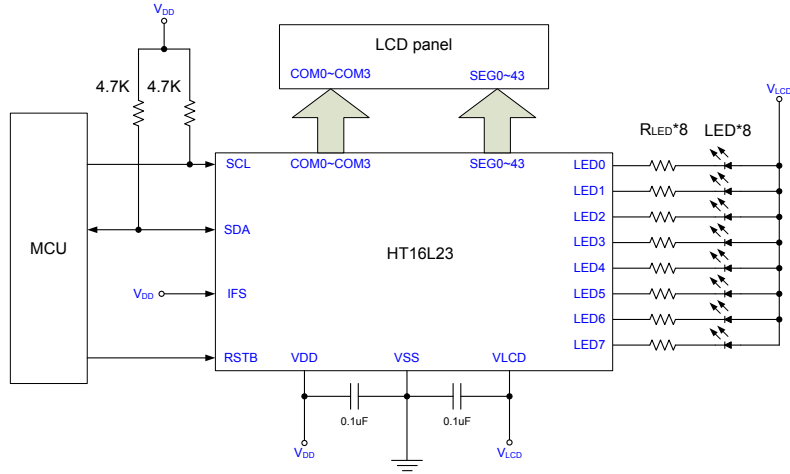 VDD
LCD panel
COM0~COM3 SEG0~43
4.7K 4.7K
VLCD
RLED*8 LED*8
MCU
SCL
COM0~COM3 SEG0~43
LED0
LED1
LED2
SDA
HT16L23
LED3
LED4
VDD
IFS
LED5
LED6
LED7
RSTB
VDD VSS VLCD
0.1uF 0.1uF
VDD VLCD